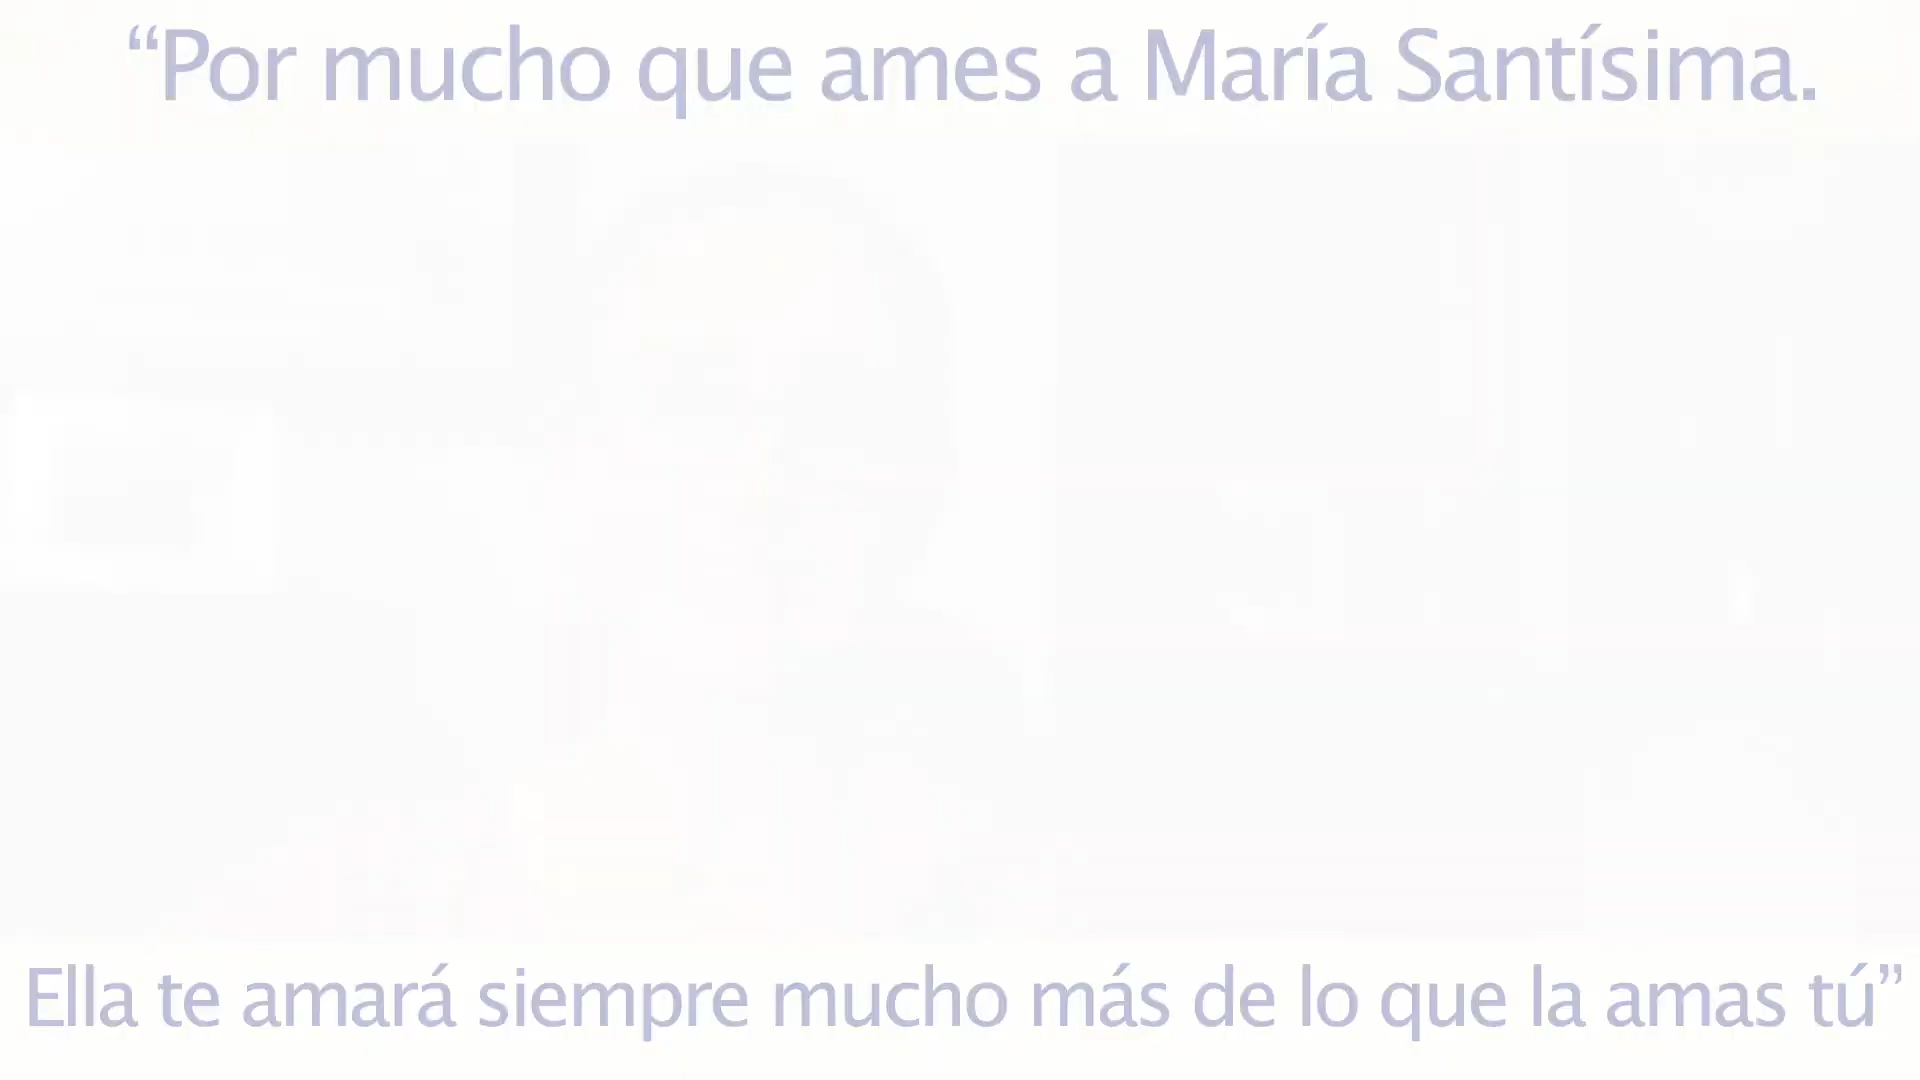 “Por mucho que ames a María Santísima.
Ella te amará siempre mucho más de lo que la amas tú”